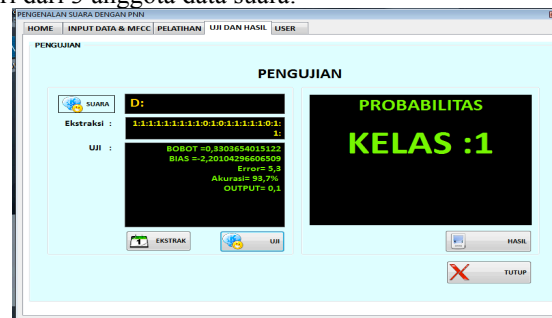 ri dari 5 anggota data suara.
PENGENALAN SUARA DENGAN PNN
HOME INPUT DATA & MFCC PELATIHAN UJI DAN HASIL USER
PENGUJIAN
PENGUJIAN
SUARA D:
Ekstraksi : 1:1:1:1:1:1:1:1:0:1:0:1:1:1:1:1:0:1:
1:
UJI : BOBOT =0,3303654015122
BIAS =-2,20104296606509
Error= 5,3
Akurasi= 93,7%
OUTPUT= 0,1
EKSTRAK UJI
PROBABILITAS
KELAS :1
HASIL
TUTUP